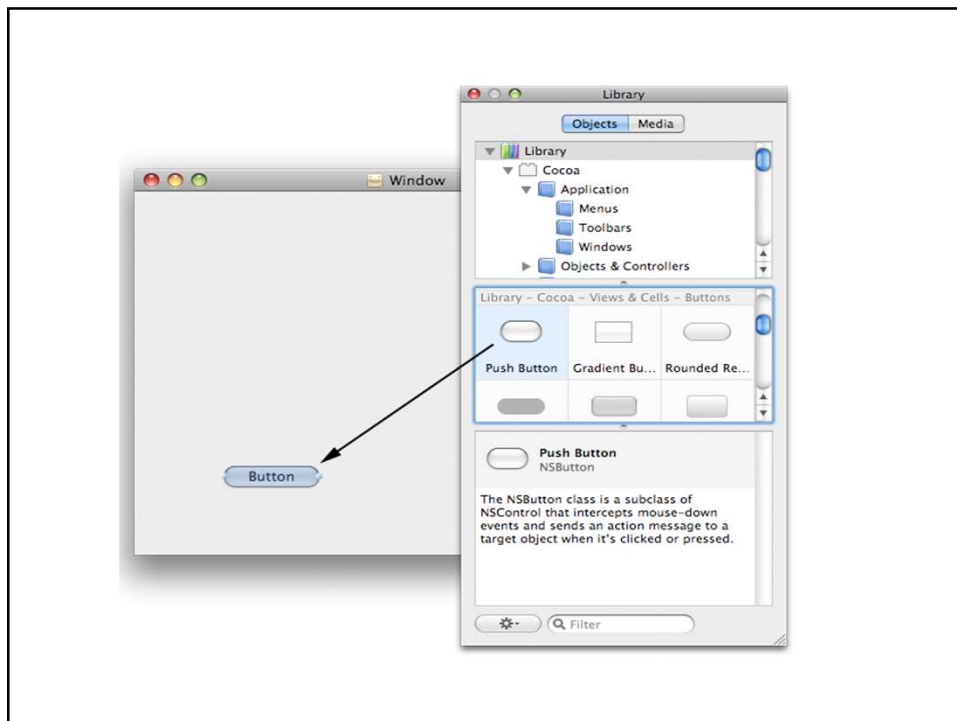 Window
Button
Library
Objects Media
Library
Cocoa
Application
Menus
Toolbars
Windows
Objects & Controllers
Library – Cocoa – Views & Cells – Buttons
Push Button Gradient Bu... Rounded Re...
Push Button
NSButton
The NSButton class is a subclass of
NSControl that intercepts mouse-down
events and sends an action message to a
target object when it's clicked or pressed.
Filter